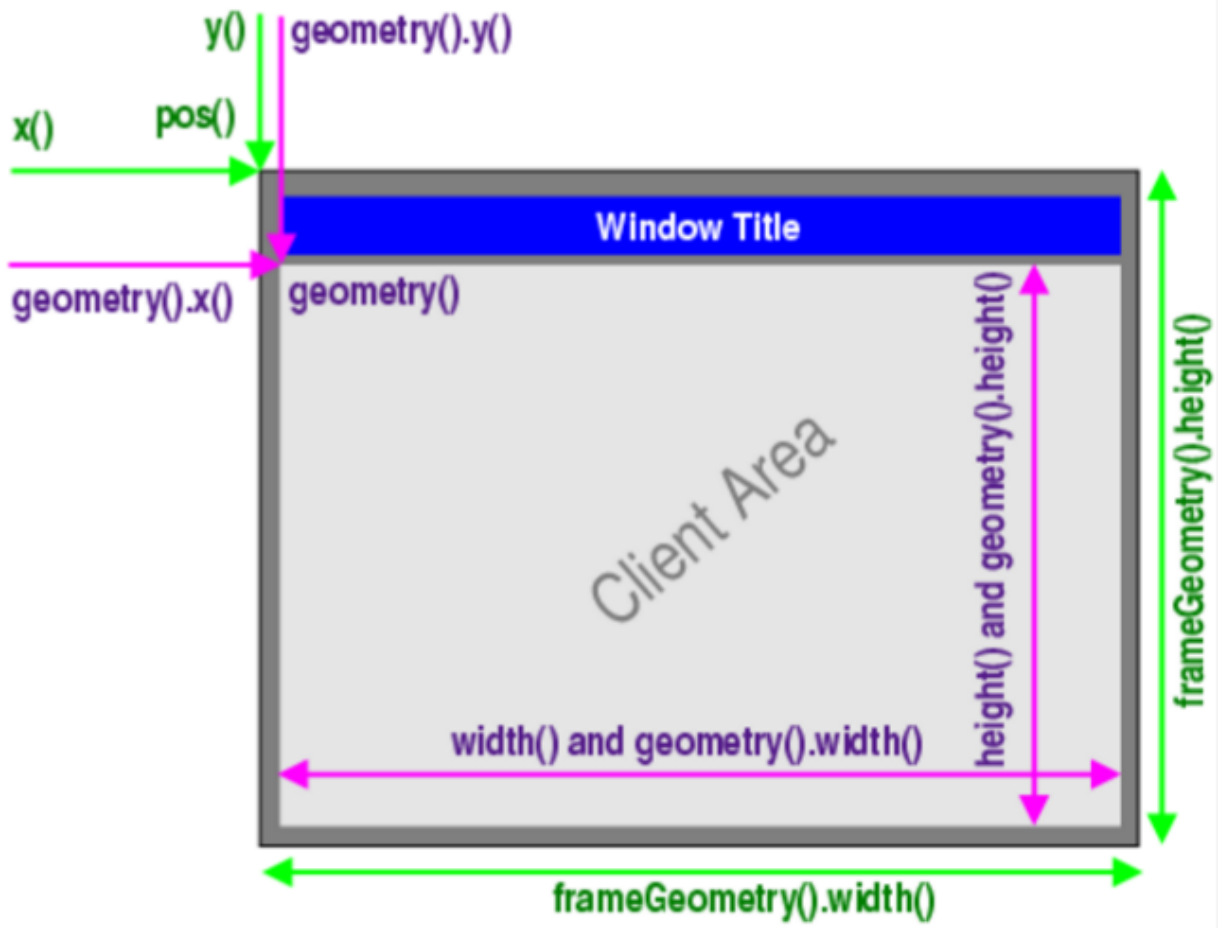 y()
geometry().y()
x()
pos()
Window Title
geometry().x()
geometry()
Client Area
height() and geometry().height()
frameGeometry().height()
width() and geometry().width()
frameGeometry().width()